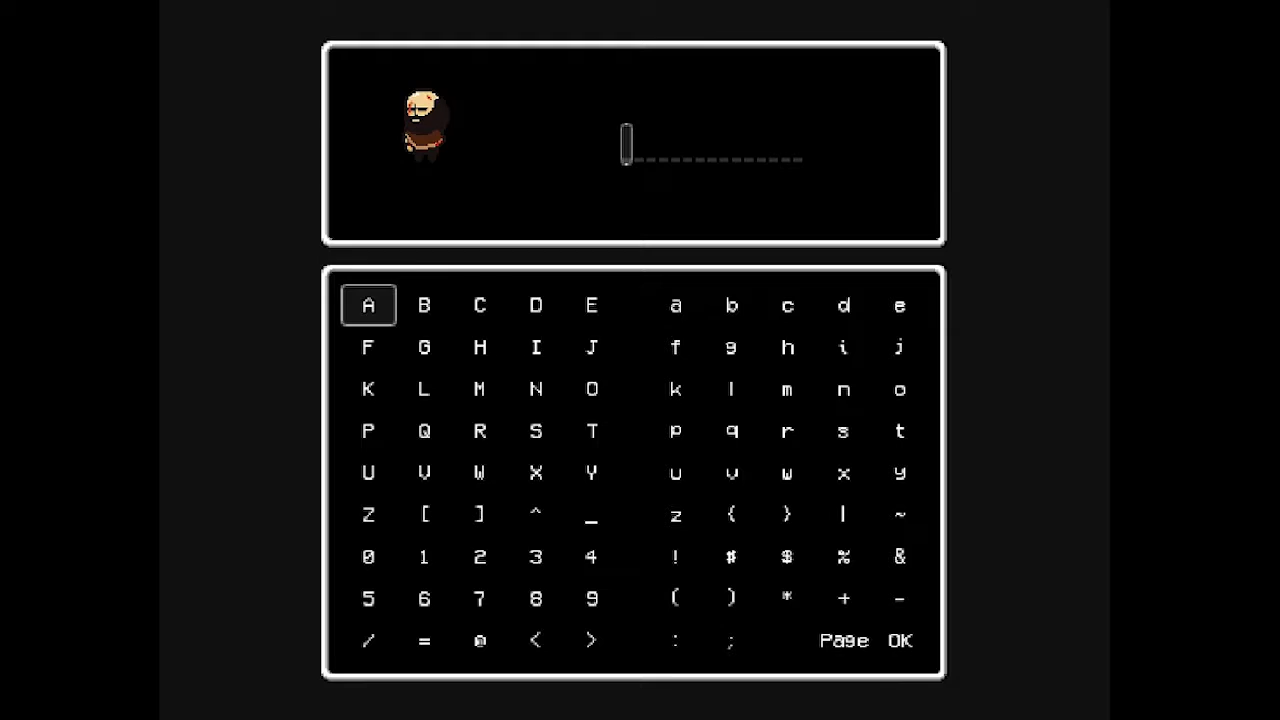 A B C D E a b c d e
F G H I J f g h i j
K L M N O k l m n o
P Q R S T p q r s t
U V W X Y u v w x y
Z [ ] ^ _ z { } | ~
0 1 2 3 4 ! # $ % &
5 6 7 8 9 ( ) * + -
/ = @ < > : ; Page OK